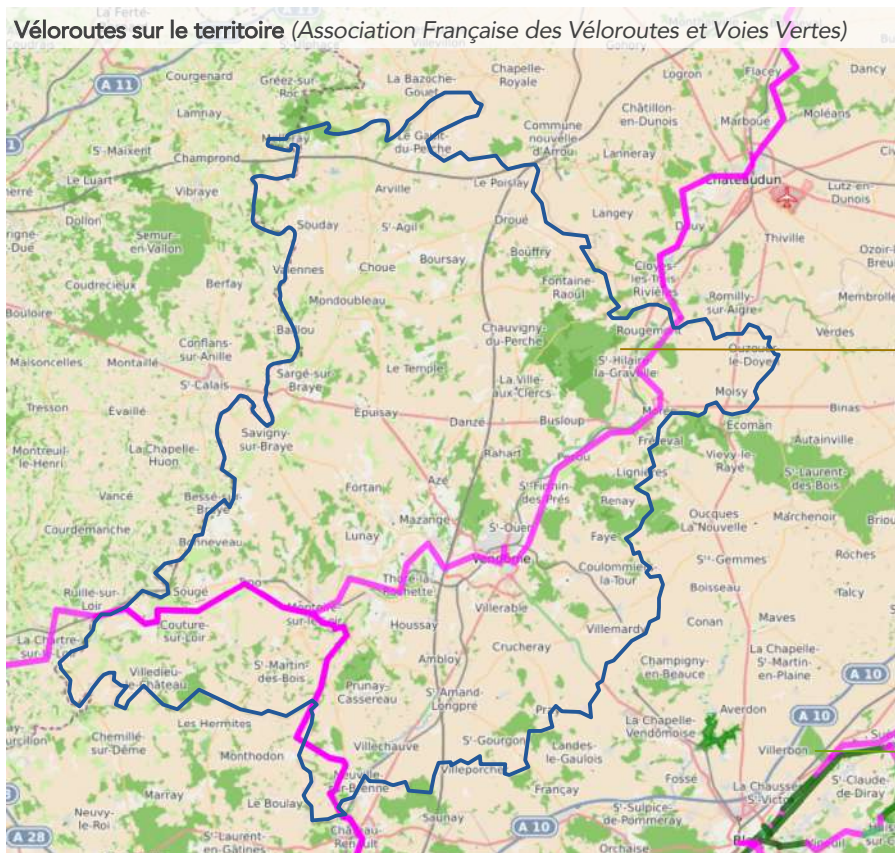 Véloroutes sur le territoire (Association Française des Véloroutes et Voies Vertes)
A 11
Courgenard
Gréez-sur-
Roc
La Bazoche-
Gouet
Chapelle-
Royale
Logron
Flacey
Dancy
Lamnay
Châtillon
en-Dunois
Marboué
Moléans
Commune
nouvelle
d'Arrou
Le Gault-
du-Perche
Lanneray
Sᵗ-Maixent
Champrond
Le Luart
Vibraye
Arville
Le Poislay
Châteaudun
Lutz-en-
Dunois
Dollon
Souday
Sᵗ-Agil
Droué
Langey
Douy
Thiville
Semur-
en-Vallon
Boursay
Bouffry
Choue
Valennes
Cloyes-
les-Trois
Rivières
Coudrecieux
Berfay
Mondoubleau
Fontaine-
Raoul
Romilly-
sur-Aigre
Membrolle
Bouloire
Conflans-
sur-Anille
Baillou
Chauvigny-
du-Perche
Rougemont
Verdes
Ouzouer-
le-Doyen
Maisoncelles
Montaillé
Sᵗ-Hilaire
la-Gravelle
Le Temple
Sargé-sur-
Braye
Sᵗ-Calais
La Ville-
aux-Clercs
Moisy
Tresson
Évaillé
Épuisay
Danzé
Busloup
Binas
Écoman
Savigny-
sur-Braye
Fréteval
Autainville
Montreuil-
le-Henri
La Chapelle-
Huon
Rahart
Pezou
Lignières
Vievy-le-
Rayé
Sᵗ-Laurent-
des-Bois
Azé
Sᵗ-Firmin-
des-Prés
Vancé
Bessé-sur-
Braye
Fortan
Renay
Oucques
La Nouvelle
Marchenoir
Mazangé
Sᵗ-Ouen
Courdemanche
Lunay
Faye
Bonneveau
Vendôme
Sᵗᵉ-Gemmes
Roches
Coulommiers-
la-Tour
Thoré-la-
Rochette
Boisseau
Talcy
Ruillé-sur-
Loir
Sougé
Troo
Montoire-
sur-le-Loir
Villerable
La Chartre-
sur-le-Loir
Couture-
sur-Loir
Houssay
Villemardy
Conan
Maves
Crucheray
La Chapelle-
Sᵗ-Martin
en-Plaine
Sᵗ-Martin
des-Bois
Ambloy
Champigny-
en-Beauce
Villedieu-
le-Château
Prunay-
Cassereau
Sᵗ-Amand
Longpré
A 10
Averdon
La Chapelle-
Vendômoise
A 10
Les Hermites
Chemillé-
sur-Dême
Villechauve
Sᵗ-Gourgon
Landes-
le-Gaulois
Villerbon
Monthodon
Villeporcher
Fossé
Sᵗ-Claude-
de-Diray
La Chaussée
Sᵗ-Victor
Marray
Neuville-
sur-Brenne
Françay
Neuvy-
le-Roi
Le Boulay
Sᵗ-Sulpice-
de-Pommeray
A 28
Sᵗ-Laurent-
en-Gâtines
Château-
Renault
Saunay
A 10
Orchaise